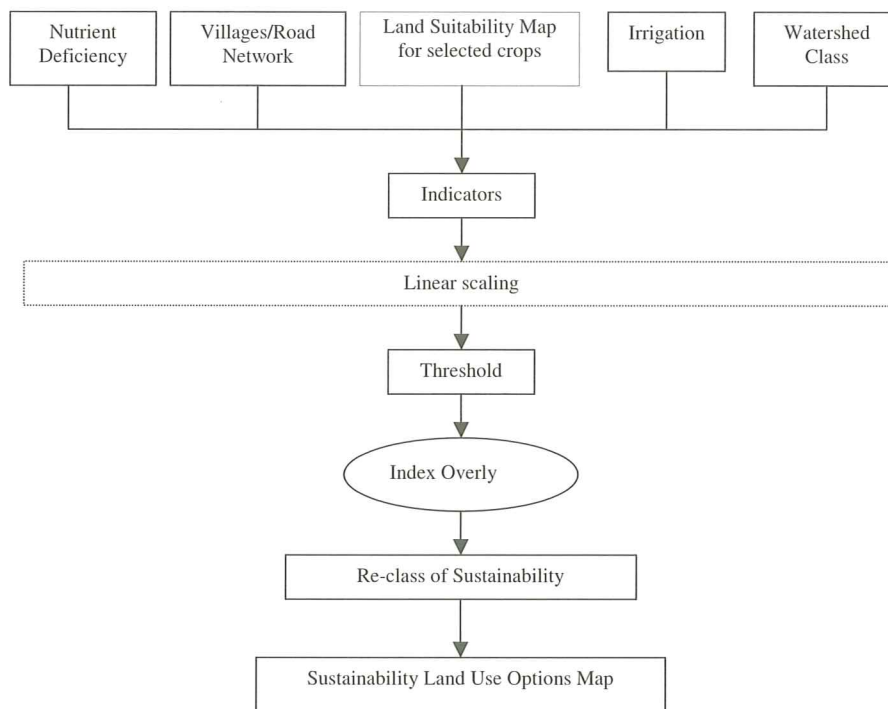 Nutrient
Deficiency
Villages/Road
Network
Land Suitability Map
for selected crops
Irrigation
Watershed
Class
Indicators
Linear scaling
Threshold
Index Overly
Re-class of Sustainability
Sustainability Land Use Options Map